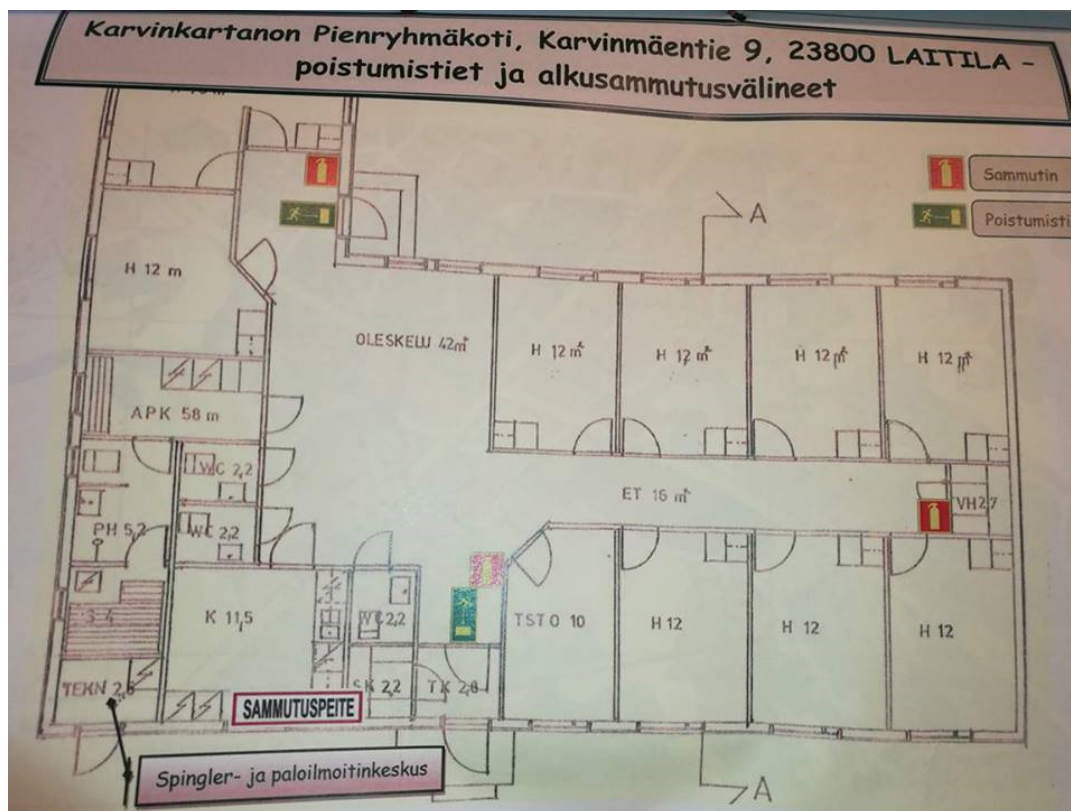 Karvinkartanon Pienryhmäkoti, Karvinmäentie 9, 23800 LAITILA -
poistumistiet ja alkusammutusvälineet
Sammutin
Poistumisti
A
H 12 m
OLESKELU 42m²
H 12 m²
H 12 m²
H 12 m²
H 12 m²
APK 58 m
WC 2,2
ET 16 m²
VH 2,7
PH 5,2
WC 2,2
S 4
K 11,5
WC 2,2
TSTO 10
H 12
H 12
H 12
TEKN 2,8
SK 2,2
TK 2,8
SAMMUTUSPEITE
Spingler- ja paloilmoitinkeskus
A